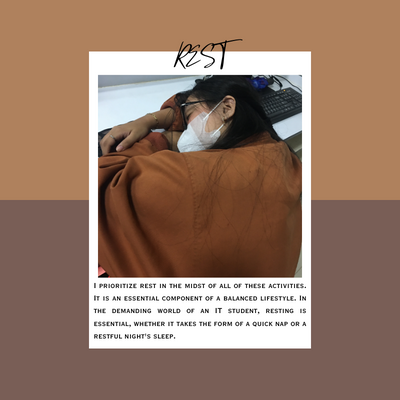 REST
I prioritize rest in the midst of all of these activities.
It is an essential component of a balanced lifestyle. In
the demanding world of an IT student, resting is
essential, whether it takes the form of a quick nap or a
restful night's sleep.